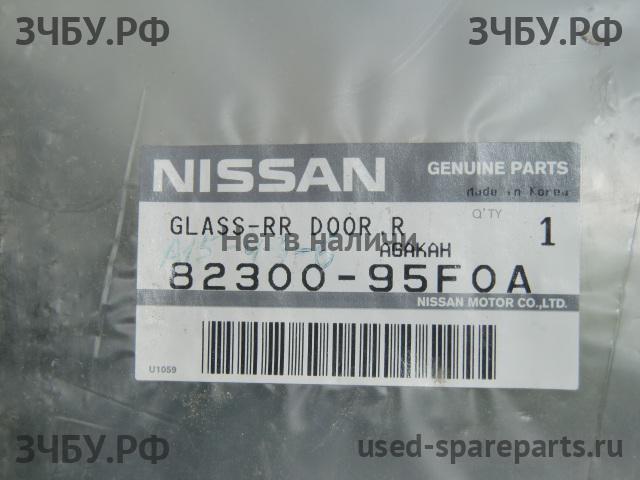 ЗЧБУ.РФ
ЗЧБУ.РФ
NISSAN
GENUINE PARTS
Made in Korea
GLASS-RR DOOR R
Q'TY
1
Нет в наличии
AGAKAH
82300-95F0A
NISSAN MOTOR CO.,LTD.
U1059
ЗЧБУ.РФ
used-spareparts.ru